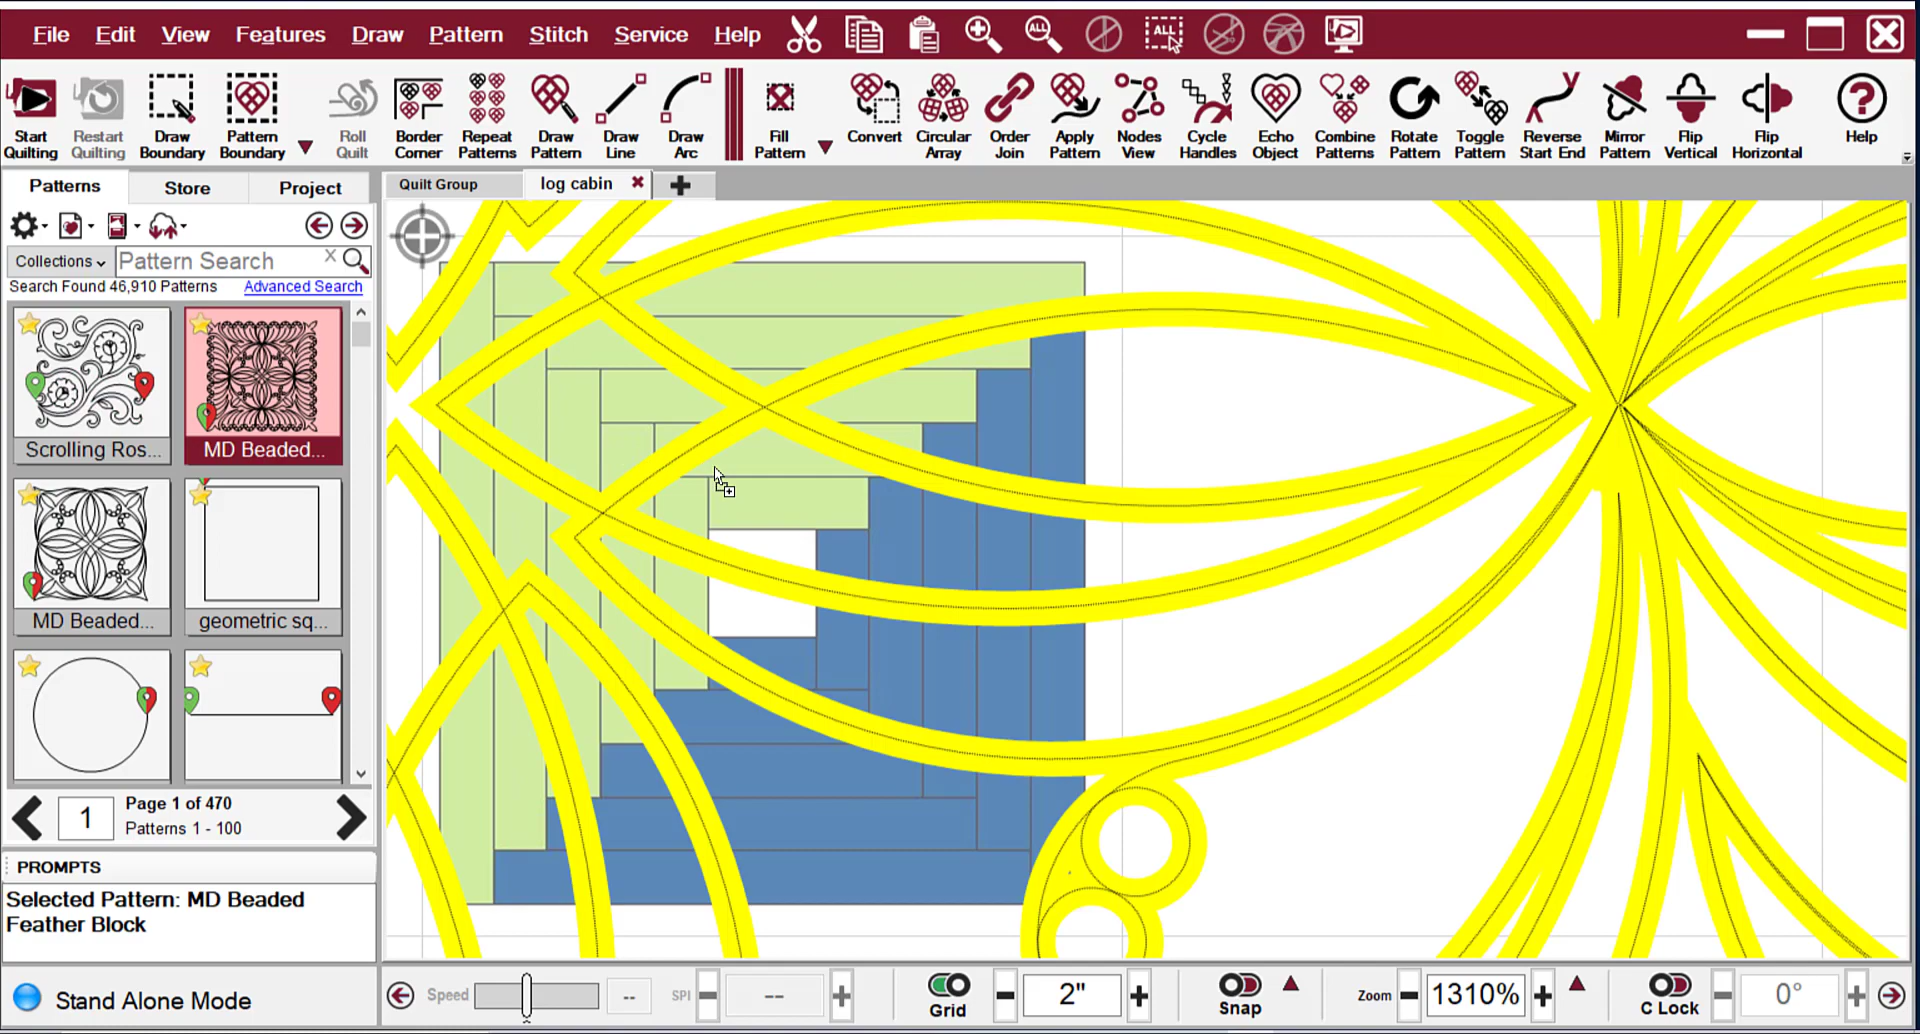 File Edit View Features Draw Pattern Stitch Service Help
ALL
ALL
Start Quilting
Restart Quilting
Draw Boundary
Pattern Boundary
Roll Quilt
Border Corner
Repeat Patterns
Draw Pattern
Draw Line
Draw Arc
Fill Pattern
Convert
Circular Array
Order Join
Apply Pattern
Nodes View
Cycle Handles
Echo Object
Combine Patterns
Rotate Pattern
Toggle Pattern
Reverse Start End
Mirror Pattern
Flip Vertical
Flip Horizontal
Help
Patterns Store Project
Quilt Group log cabin
Collections Pattern Search X
Search Found 46,910 Patterns Advanced Search
Scrolling Ros... MD Beaded...
MD Beaded... geometric sq...
1 Page 1 of 470
Patterns 1 - 100
PROMPTS
Selected Pattern: MD Beaded
Feather Block
Stand Alone Mode
Speed -- SPI -- Grid 2" Snap Zoom 1310% C Lock 0°